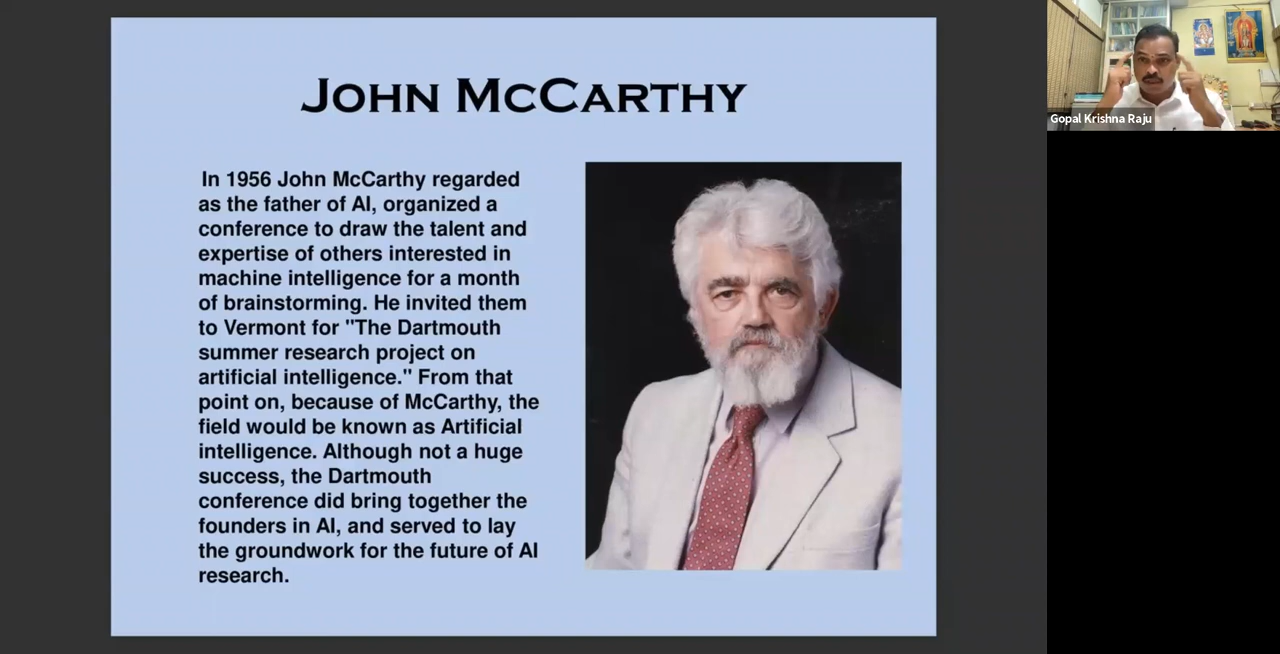 John McCarthy
In 1956 John McCarthy regarded
as the father of AI, organized a
conference to draw the talent and
expertise of others interested in
machine intelligence for a month
of brainstorming. He invited them
to Vermont for "The Dartmouth
summer research project on
artificial intelligence." From that
point on, because of McCarthy, the
field would be known as Artificial
intelligence. Although not a huge
success, the Dartmouth
conference did bring together the
founders in AI, and served to lay
the groundwork for the future of AI
research.
Gopal Krishna Raju